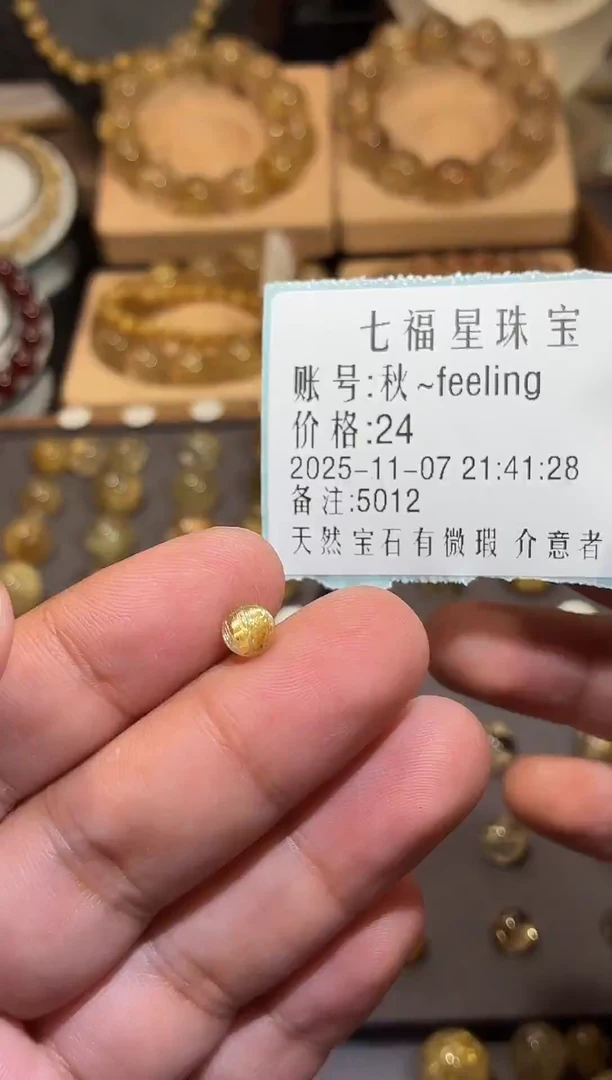 七福星珠宝
账号:秋~feeling
价格:24
2025-11-07 21:41:28
备注:5012
天然宝石有微瑕 介意者